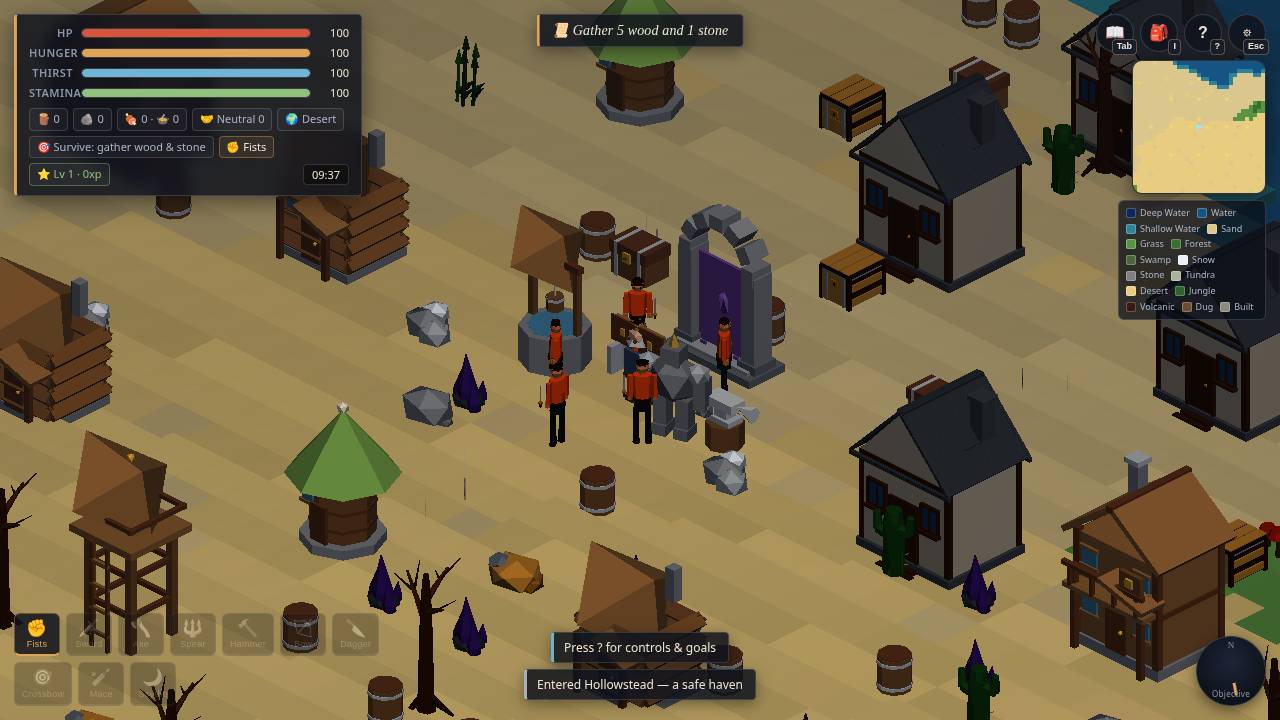 HP 100
HUNGER 100
THIRST 100
STAMINA 100
0 0 0 · 0 Neutral 0 Desert
Survive: gather wood & stone Fists
Lv 1 · 0xp 09:37
Gather 5 wood and 1 stone
Tab I ? ? Esc
Deep Water Water
Shallow Water Sand
Grass Forest
Swamp Snow
Stone Tundra
Desert Jungle
Volcanic Dug Built
Fists Sword Axe Spear Hammer Dagger
Crossbow Mace
Press ? for controls & goals
Entered Hollowstead — a safe haven
N
Objective